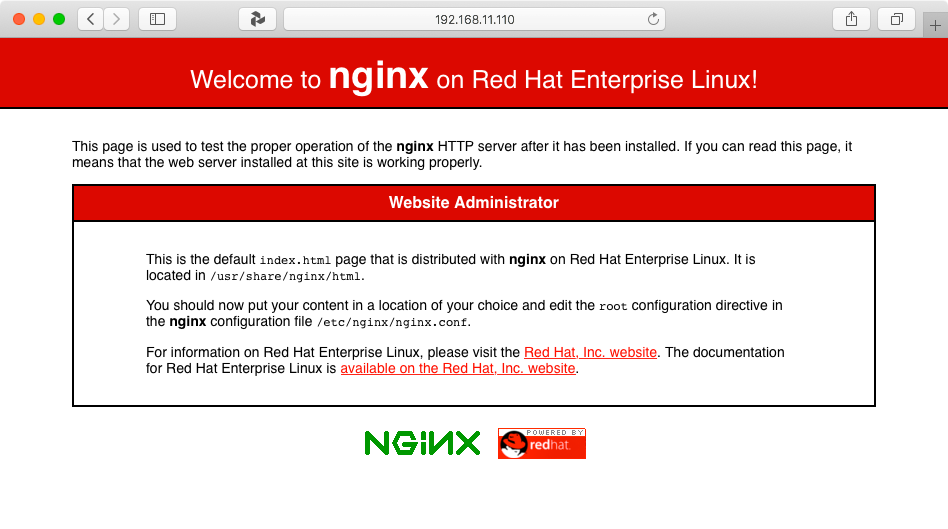 192.168.11.110
Welcome to nginx on Red Hat Enterprise Linux!
This page is used to test the proper operation of the nginx HTTP server after it has been installed. If you can read this page, it
means that the web server installed at this site is working properly.
Website Administrator
This is the default index.html page that is distributed with nginx on Red Hat Enterprise Linux. It is
located in /usr/share/nginx/html.
You should now put your content in a location of your choice and edit the root configuration directive in
the nginx configuration file /etc/nginx/nginx.conf.
For information on Red Hat Enterprise Linux, please visit the Red Hat, Inc. website. The documentation
for Red Hat Enterprise Linux is available on the Red Hat, Inc. website.
NGiNX
POWERED BY
redhat.